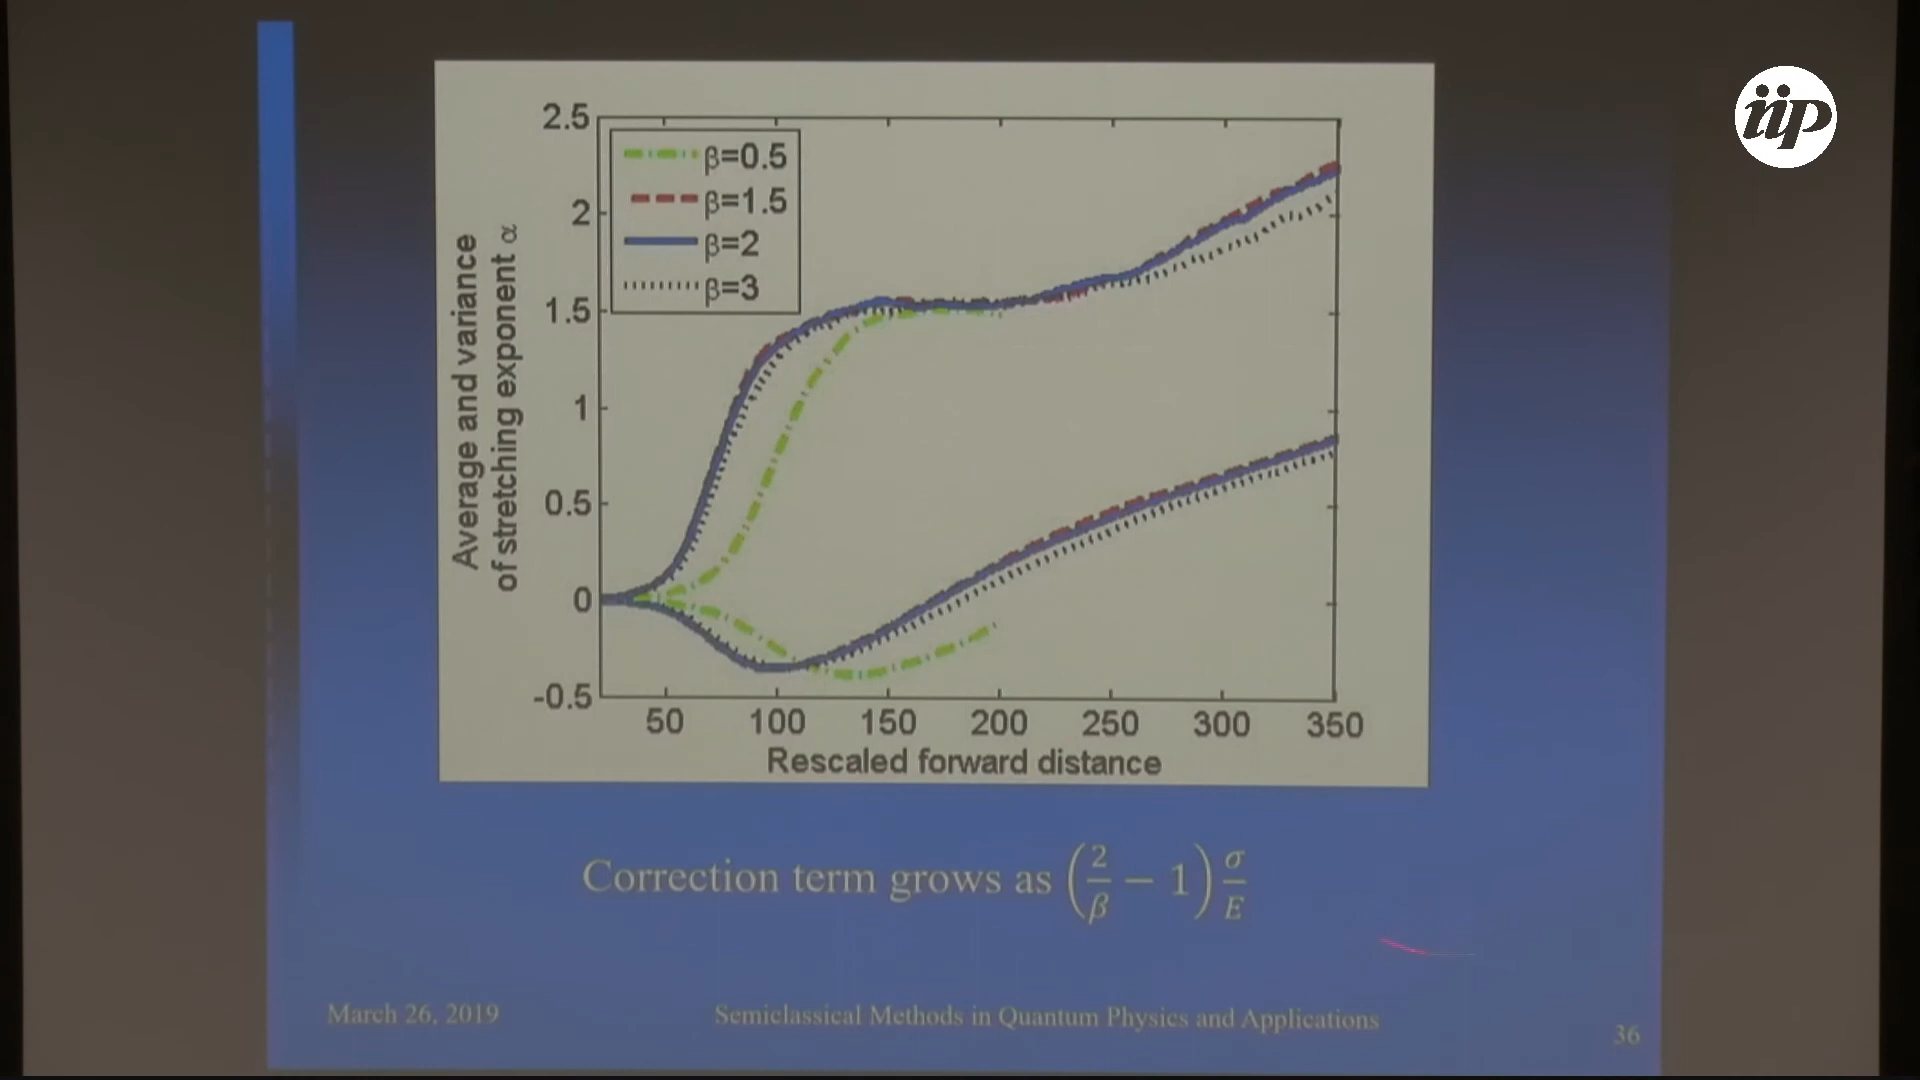 iip
2.5
2
1.5
1
0.5
0
-0.5
β=0.5
β=1.5
β=2
β=3
Average and variance
of stretching exponent α
50 100 150 200 250 300 350
Rescaled forward distance
Correction term grows as (2/β − 1) σ/E
March 26, 2019
Semiclassical Methods in Quantum Physics and Applications
36